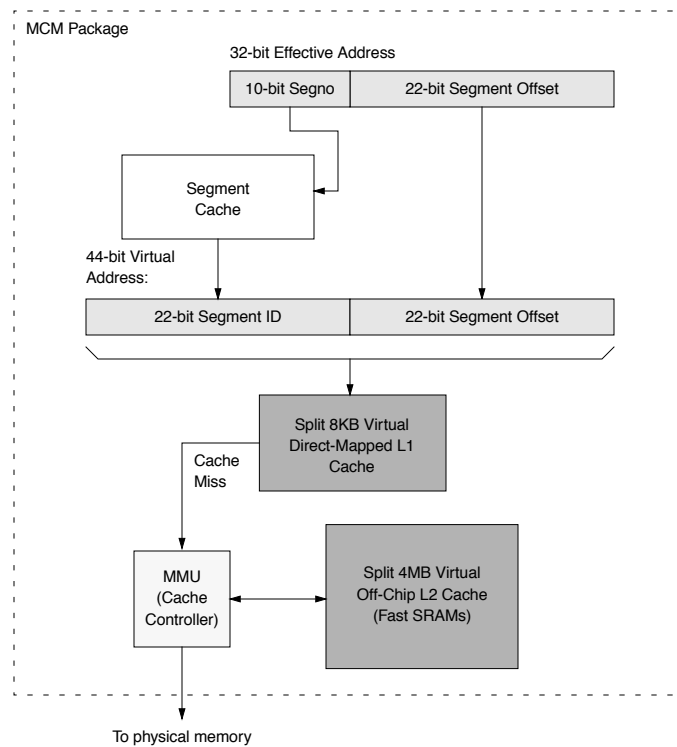 MCM Package
32-bit Effective Address
10-bit Segno
22-bit Segment Offset
Segment
Cache
44-bit Virtual
Address:
22-bit Segment ID
22-bit Segment Offset
Split 8KB Virtual
Direct-Mapped L1
Cache
Cache
Miss
MMU
(Cache
Controller)
Split 4MB Virtual
Off-Chip L2 Cache
(Fast SRAMs)
To physical memory